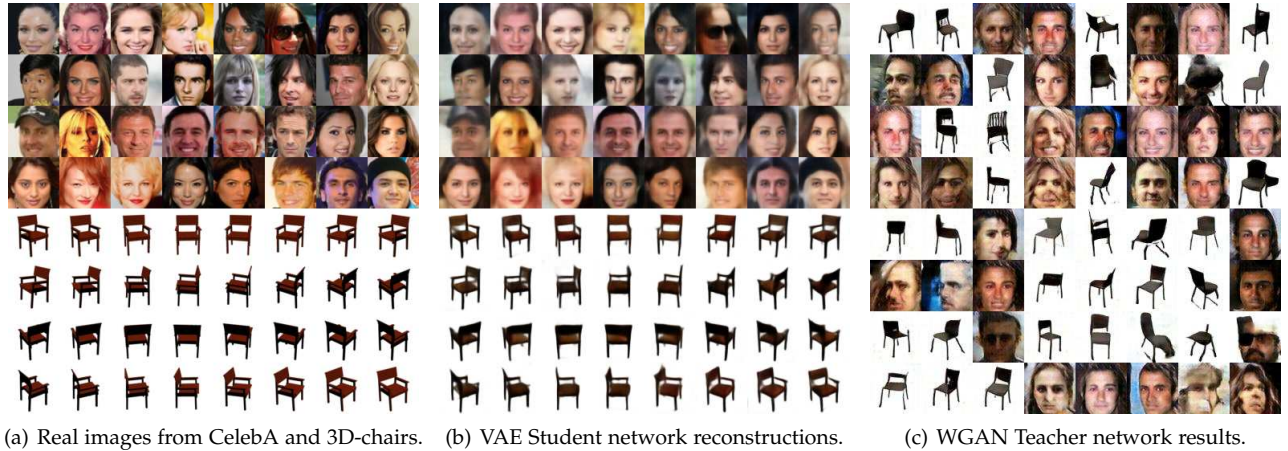 (a) Real images from CelebA and 3D-chairs.
(b) VAE Student network reconstructions.
(c) WGAN Teacher network results.